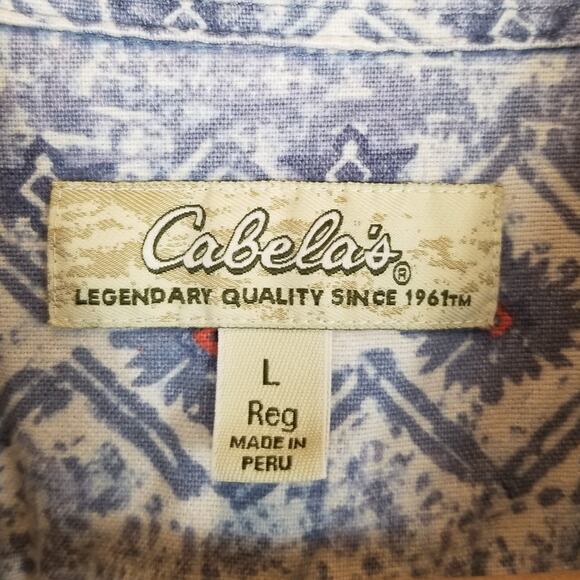 Cabela's®
LEGENDARY QUALITY SINCE 1961™
L
Reg
MADE IN
PERU